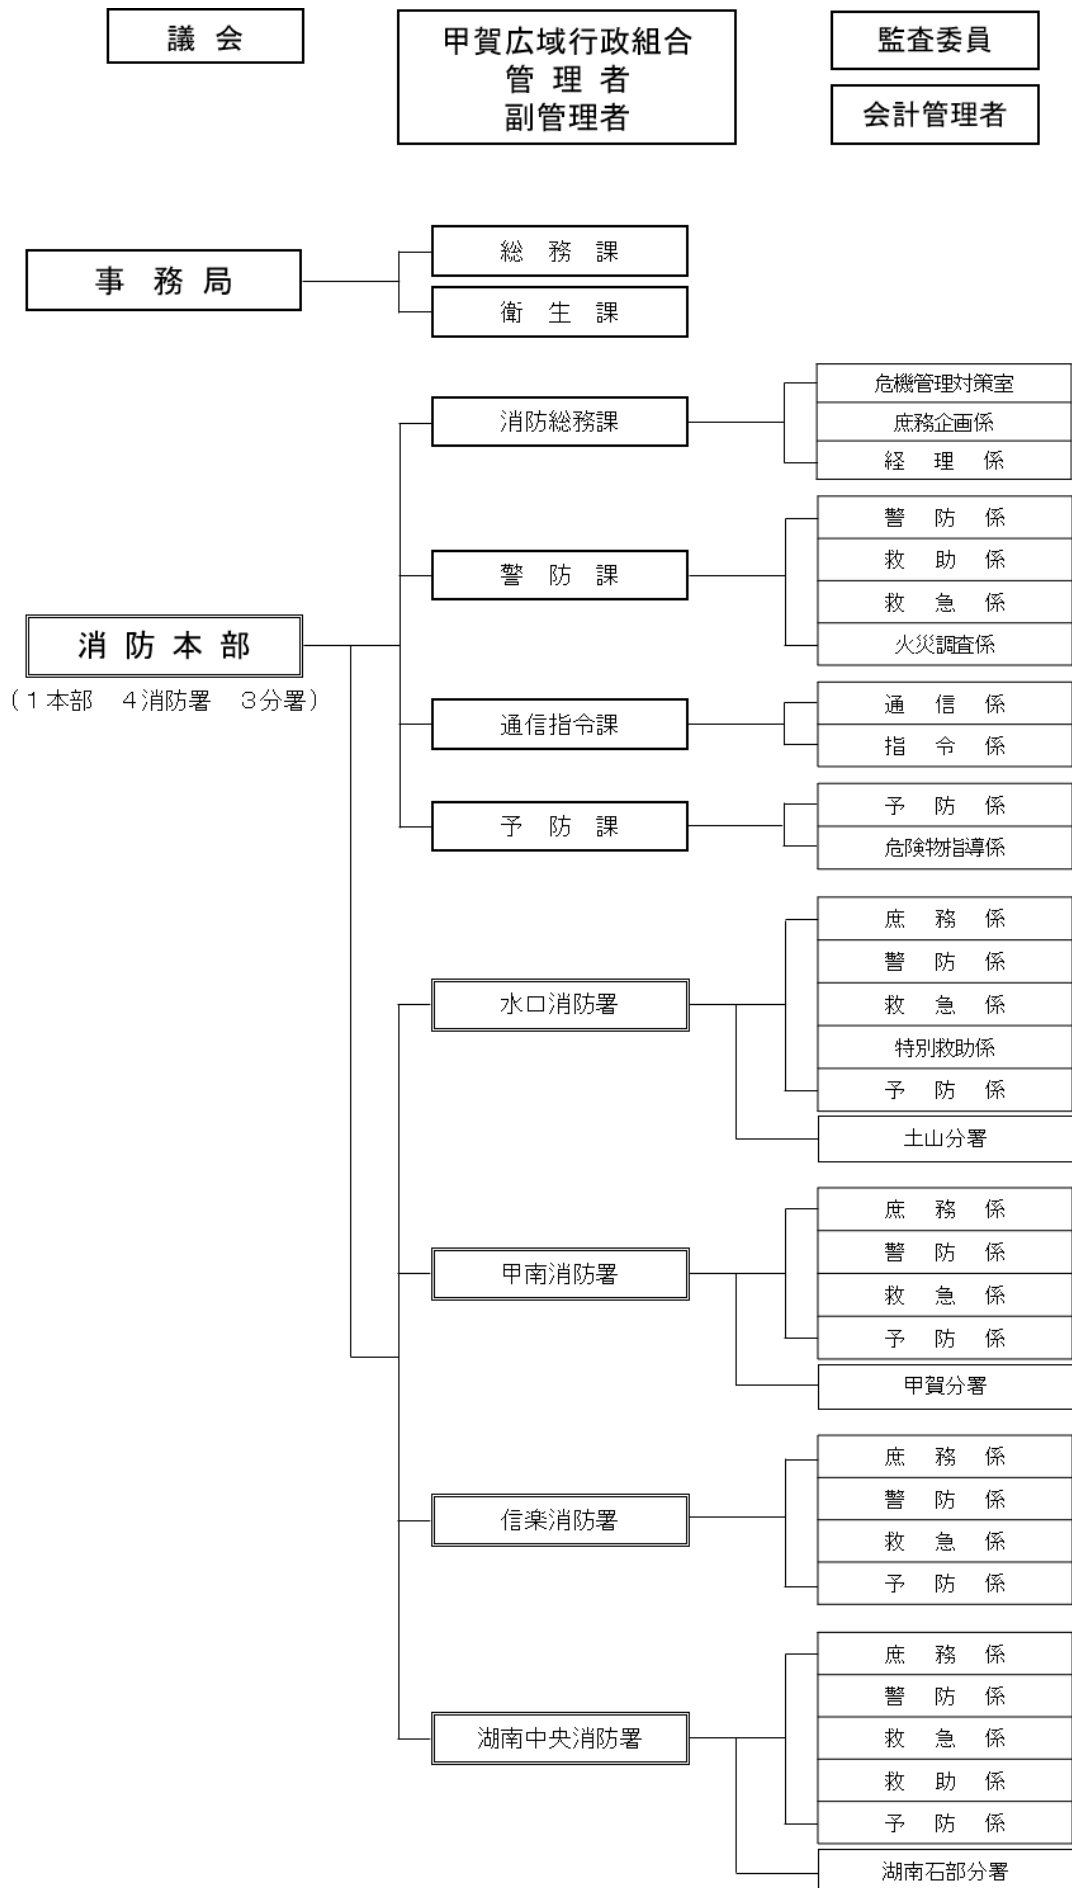 議 会
甲賀広域行政組合
管 理 者
副管理者
監査委員
会計管理者
事 務 局
総 務 課
衛 生 課
消防本部
(1本部 4消防署 3分署)
消防総務課
危機管理対策室
庶務企画係
経 理 係
警 防 課
警 防 係
救 助 係
救 急 係
火災調査係
通信指令課
通 信 係
指 令 係
予 防 課
予 防 係
危険物指導係
水口消防署
庶 務 係
警 防 係
救 急 係
特別救助係
予 防 係
土山分署
甲南消防署
庶 務 係
警 防 係
救 急 係
予 防 係
甲賀分署
信楽消防署
庶 務 係
警 防 係
救 急 係
予 防 係
湖南中央消防署
庶 務 係
警 防 係
救 急 係
救 助 係
予 防 係
湖南石部分署